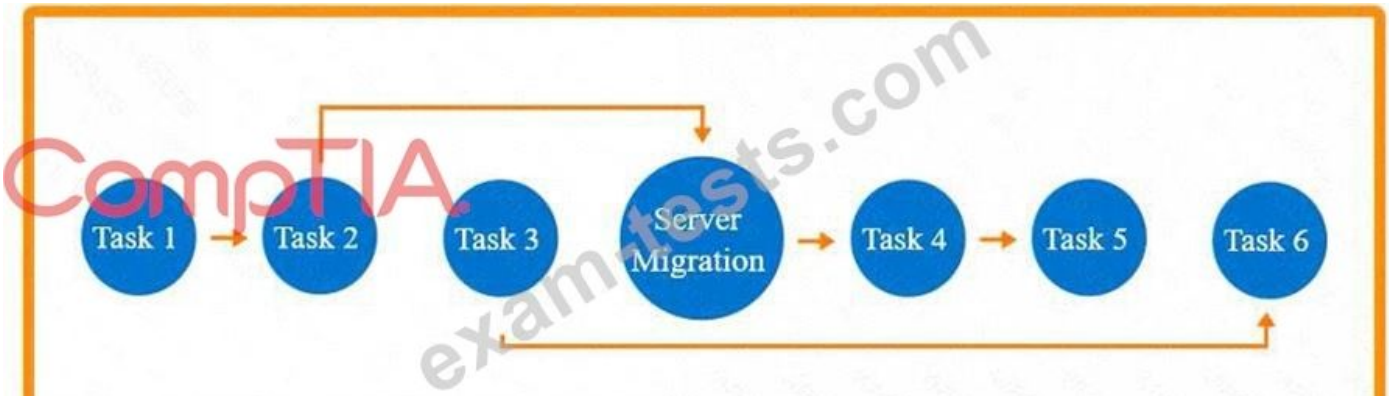 CompTIA.
exam-tests.com
Task 1
Task 2
Task 3
Server
Migration
Task 4
Task 5
Task 6